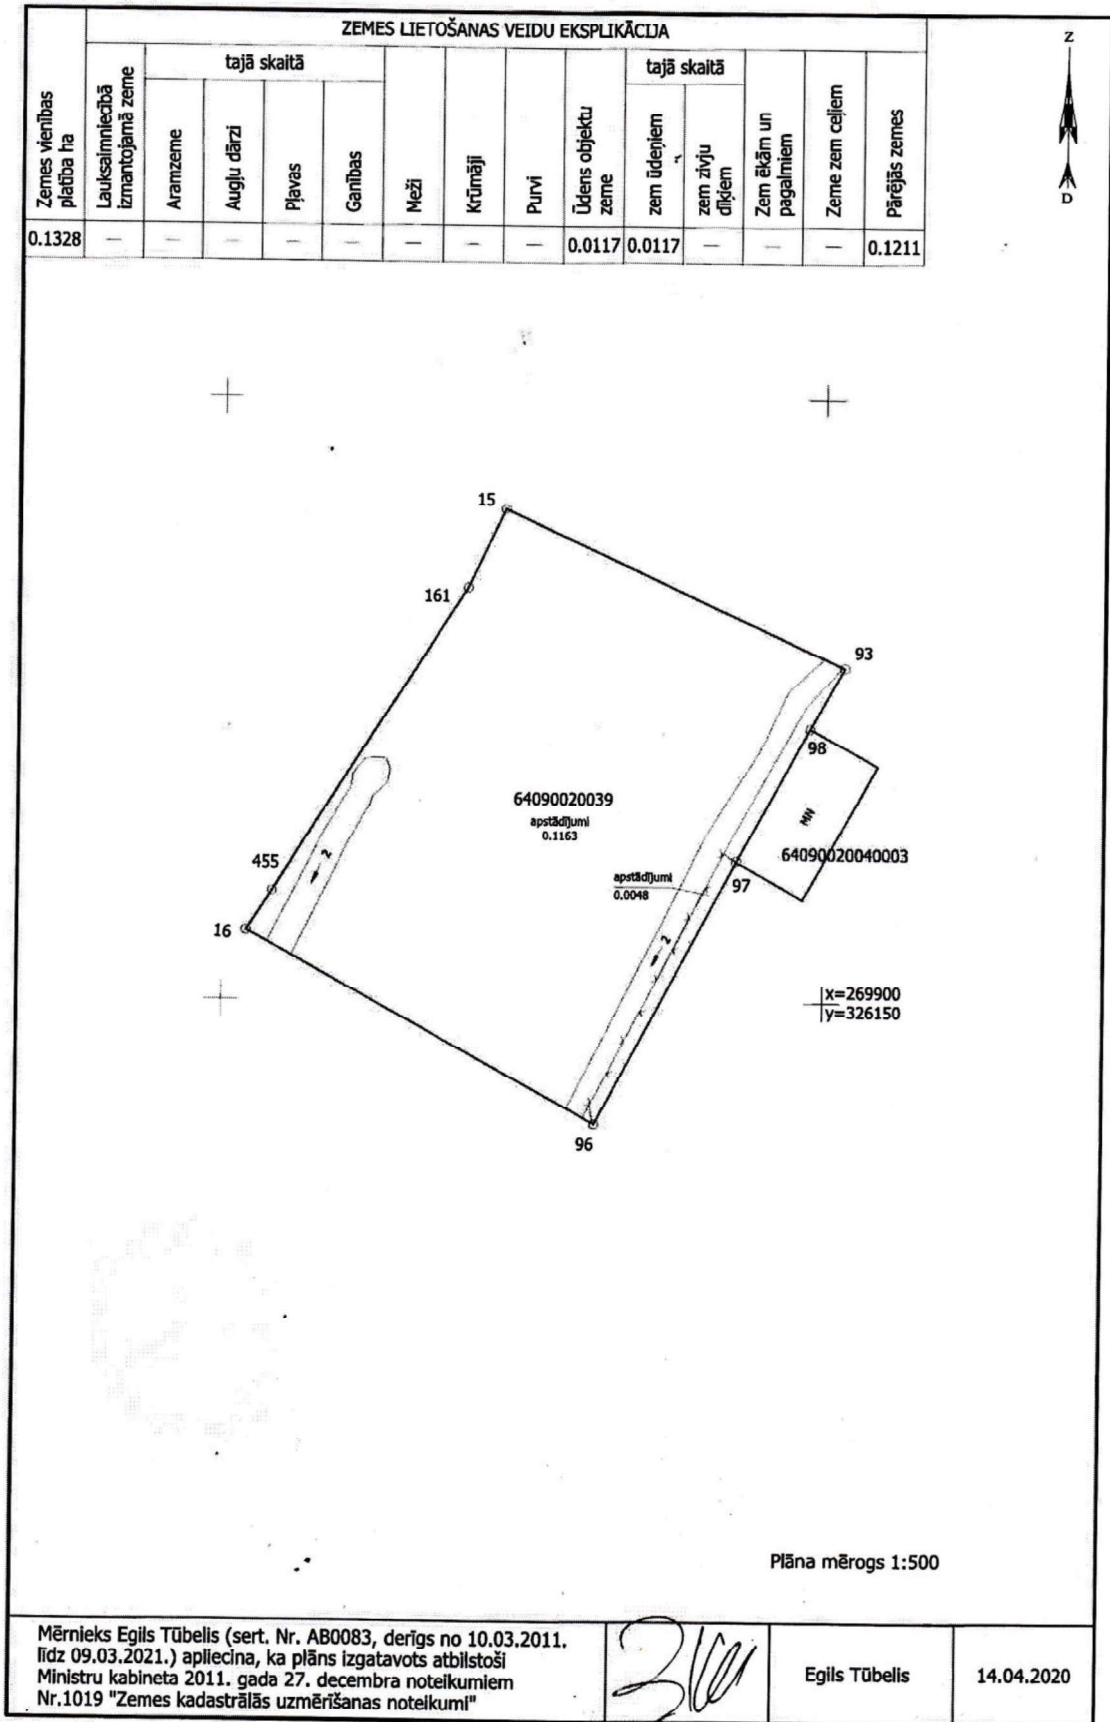 ZEMES LIETOŠANAS VEIDU EKSPLIKĀCIJA
Zemes vienības
platība ha
Lauksaimniecībā
izmantojamā zeme
tajā skaitā
Aramzeme
Augļu dārzi
Pļavas
Ganības
Meži
Krūmāji
Purvi
Ūdens objektu
zeme
tajā skaitā
zem ūdeņiem
zem zivju
dīķiem
Zem ēkām un
pagalmiem
Zeme zem ceļiem
Pārējās zemes
0.1328 — — — — — — — — 0.0117 0.0117 — — — 0.1211
Z
D
15
161
93
98
64090020039
apstādījumi
0.1163
MN
64090020040003
455
2
apstādījumi
0.0048
97
16
2
x=269900
y=326150
96
Plāna mērogs 1:500
Mērnieks Egils Tūbelis (sert. Nr. AB0083, derīgs no 10.03.2011.
līdz 09.03.2021.) apliecina, ka plāns izgatavots atbilstoši
Ministru kabineta 2011. gada 27. decembra noteikumiem
Nr.1019 "Zemes kadastrālās uzmērīšanas noteikumi"
Egils Tūbelis
14.04.2020